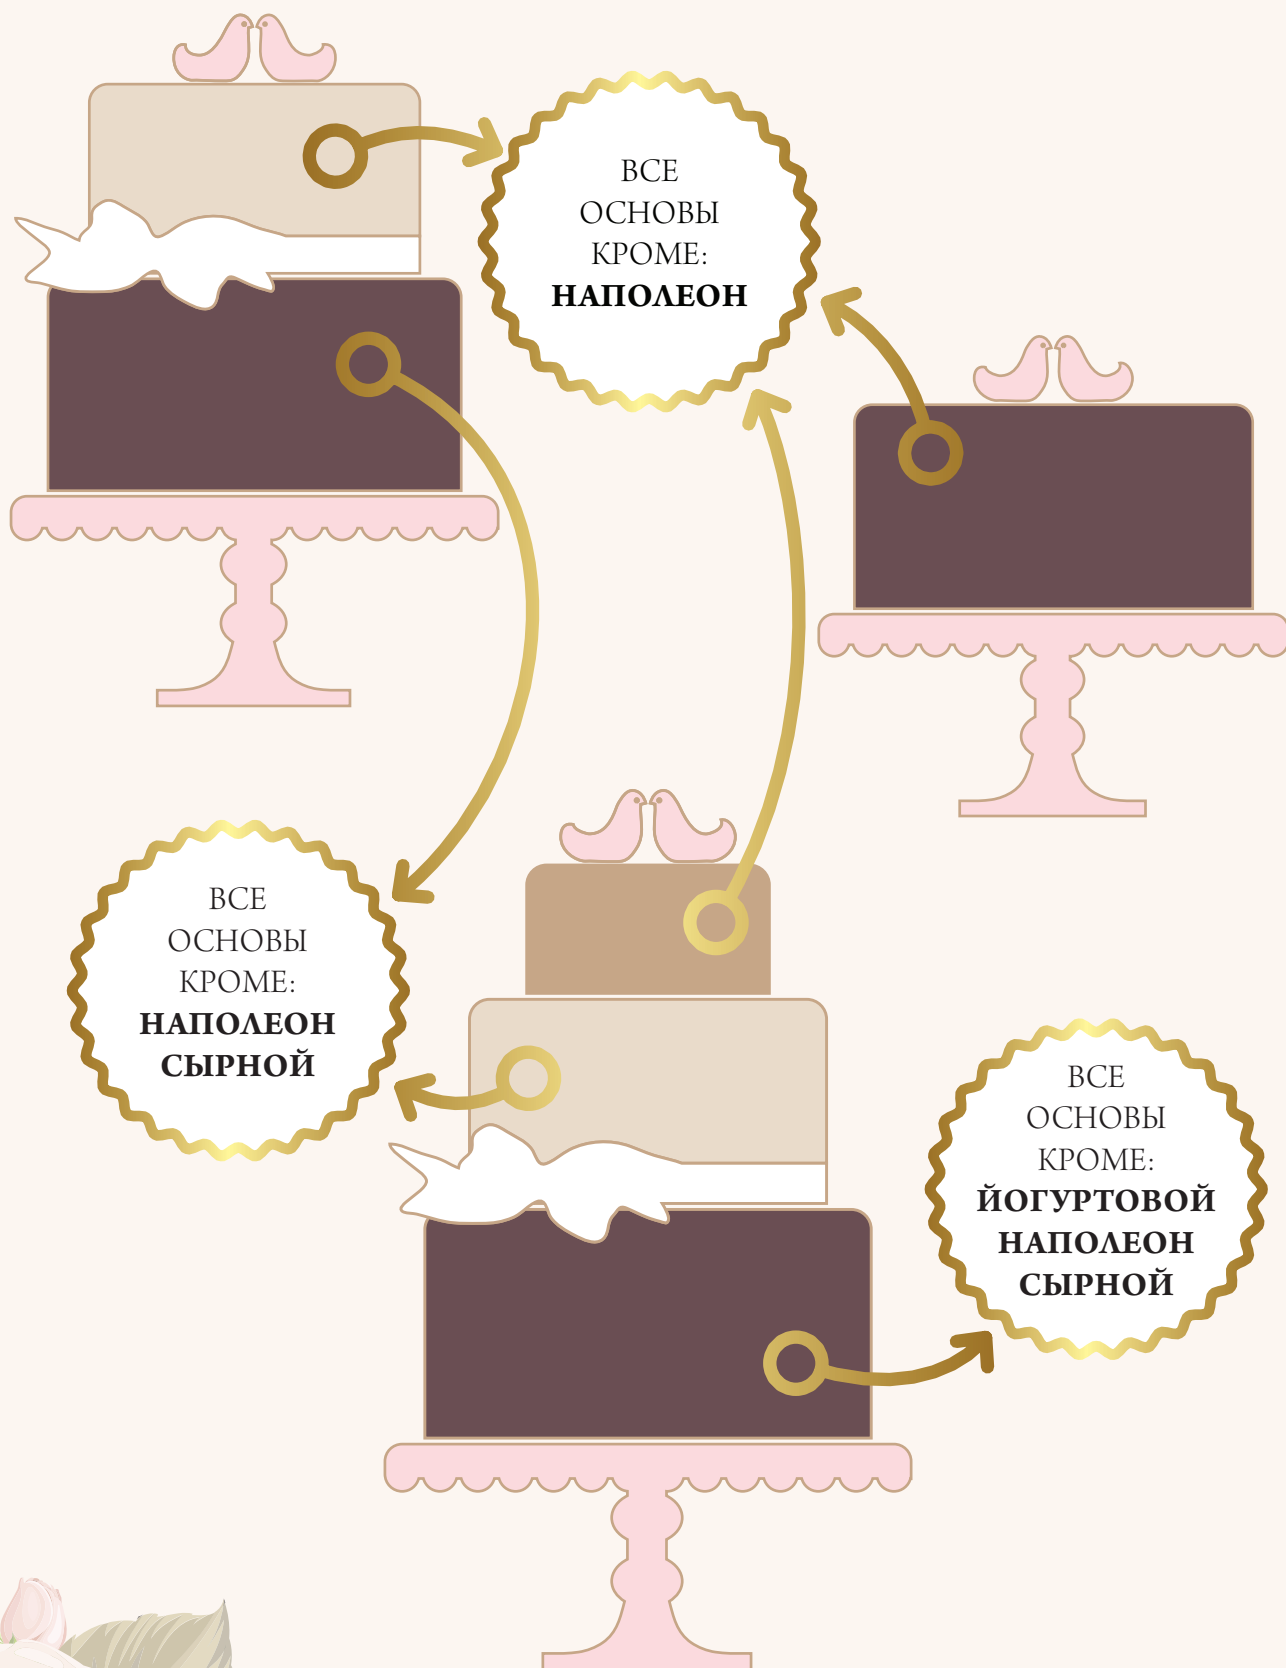 ВСЕ
ОСНОВЫ
КРОМЕ:
НАПОЛЕОН
ВСЕ
ОСНОВЫ
КРОМЕ:
НАПОЛЕОН
СЫРНОЙ
ВСЕ
ОСНОВЫ
КРОМЕ:
ЙОГУРТОВОЙ
НАПОЛЕОН
СЫРНОЙ